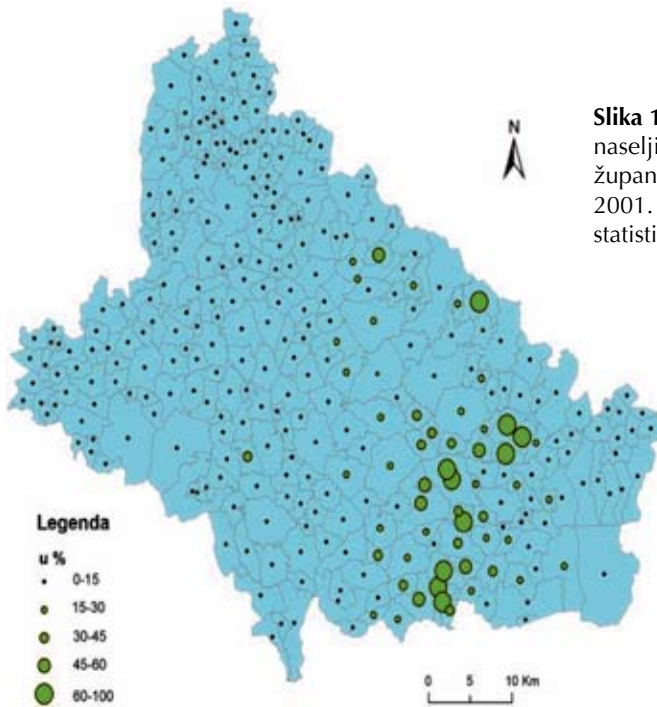 Slika 1
N
naselji
župan
2001.
statisti
Legenda
u %
0-15
15-30
30-45
45-60
60-100
0 5 10 Km